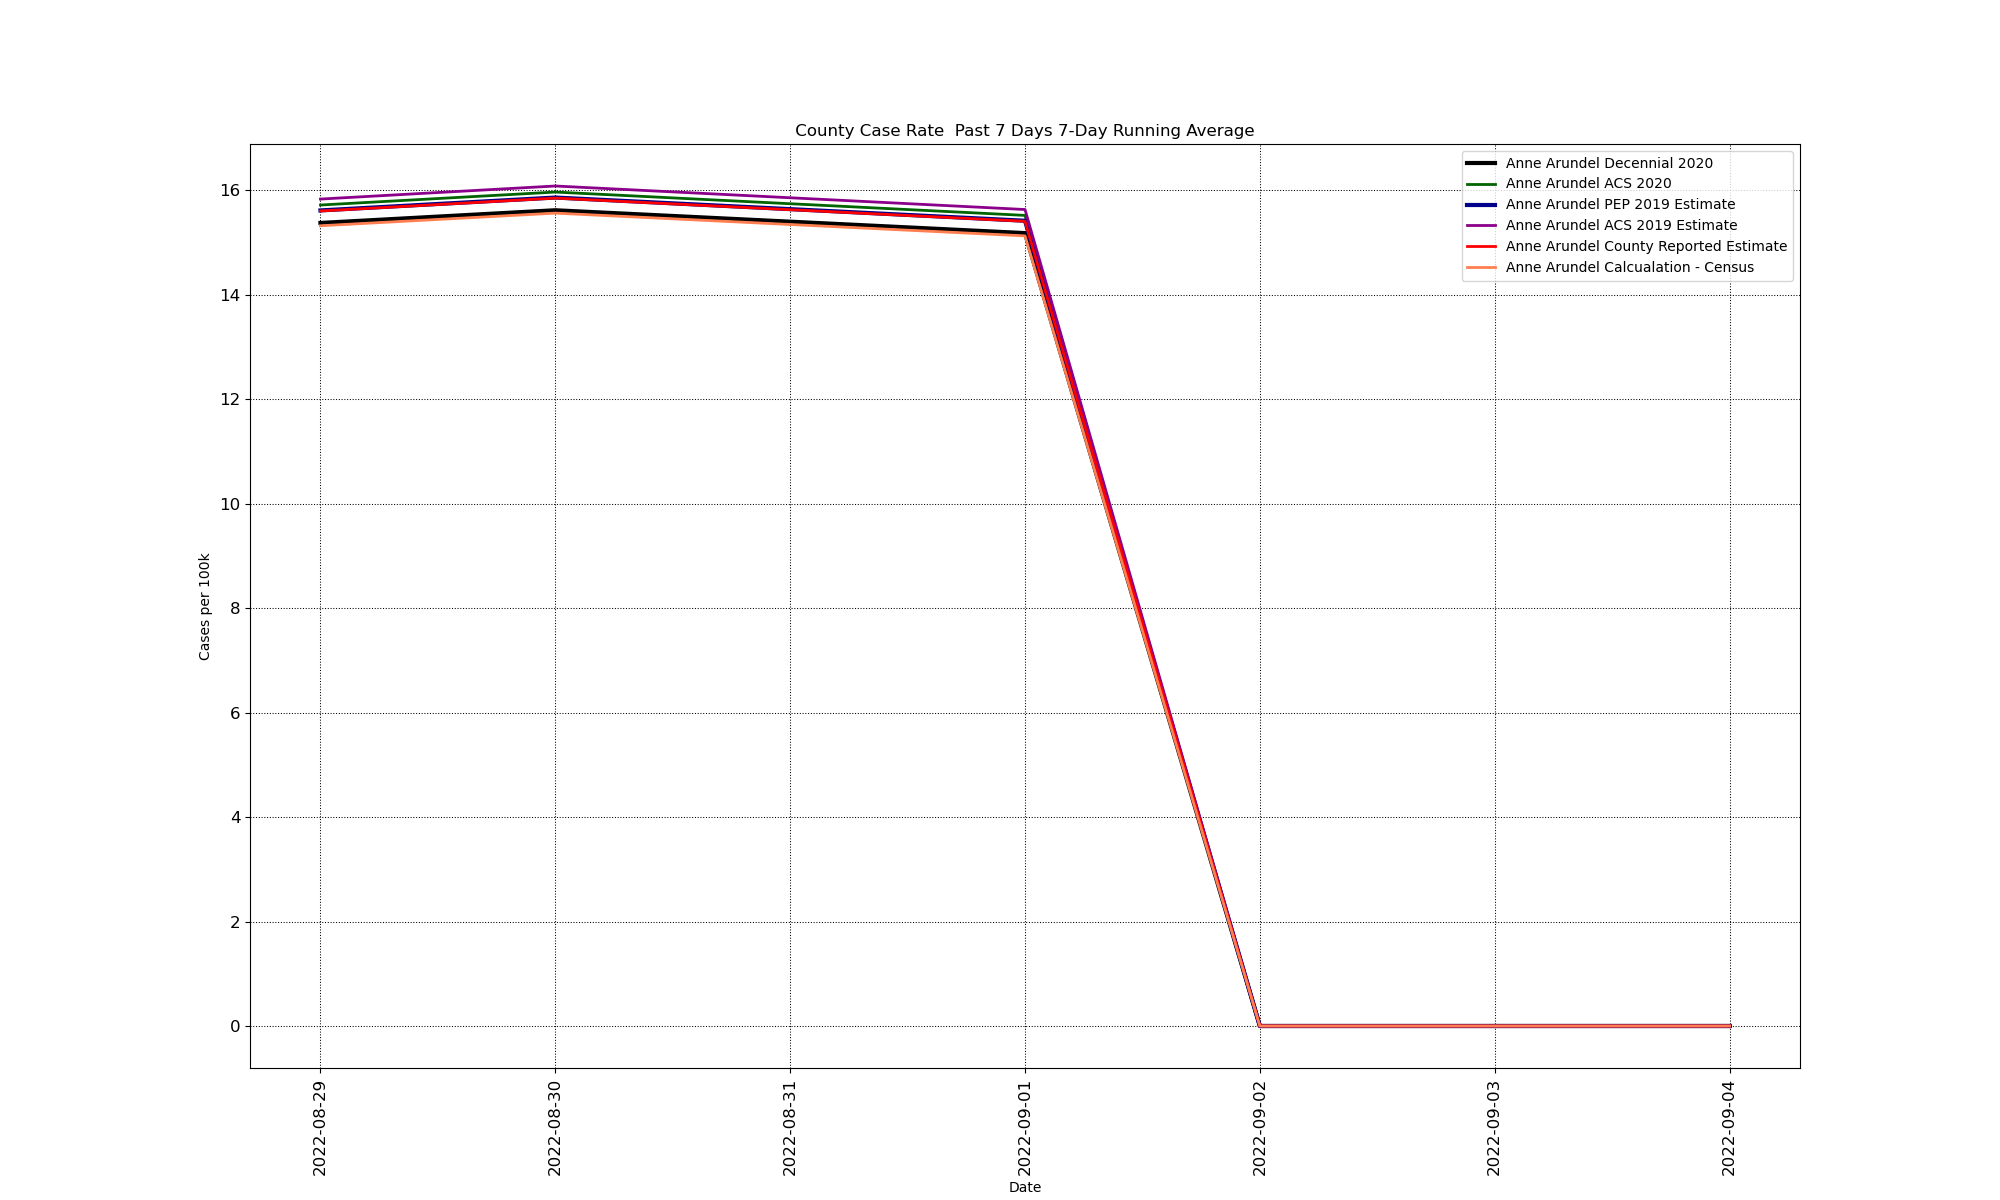 County Case Rate  Past 7 Days 7-Day Running Average
Anne Arundel Decennial 2020
Anne Arundel ACS 2020
Anne Arundel PEP 2019 Estimate
Anne Arundel ACS 2019 Estimate
Anne Arundel County Reported Estimate
Anne Arundel Calcualation - Census
16
14
12
10
8
6
4
2
0
Cases per 100k
2022-08-29
2022-08-30
2022-08-31
2022-09-01
2022-09-02
2022-09-03
2022-09-04
Date